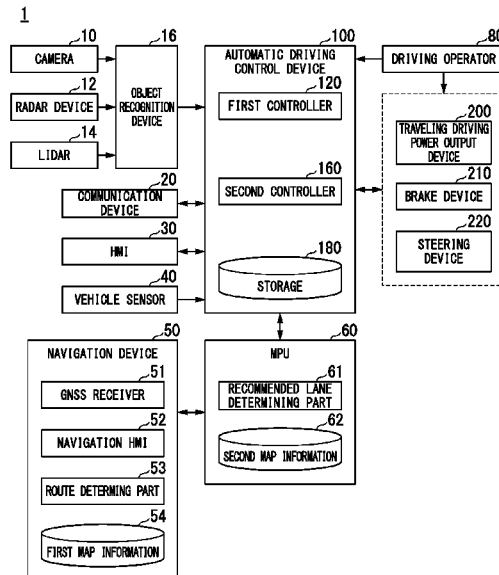 1
10
CAMERA
12
RADAR DEVICE
14
LIDAR
16
OBJECT
RECOGNITION
DEVICE
20
COMMUNICATION
DEVICE
30
HMI
40
VEHICLE SENSOR
100
AUTOMATIC DRIVING
CONTROL DEVICE
120
FIRST CONTROLLER
160
SECOND CONTROLLER
180
STORAGE
80
DRIVING OPERATOR
200
TRAVELING DRIVING
POWER OUTPUT
DEVICE
210
BRAKE DEVICE
220
STEERING
DEVICE
50
NAVIGATION DEVICE
51
GNSS RECEIVER
52
NAVIGATION HMI
53
ROUTE DETERMING PART
54
FIRST MAP INFORMATION
60
MPU
61
RECOMMENDED LANE
DETERMINING PART
62
SECOND MAP INFORMATION